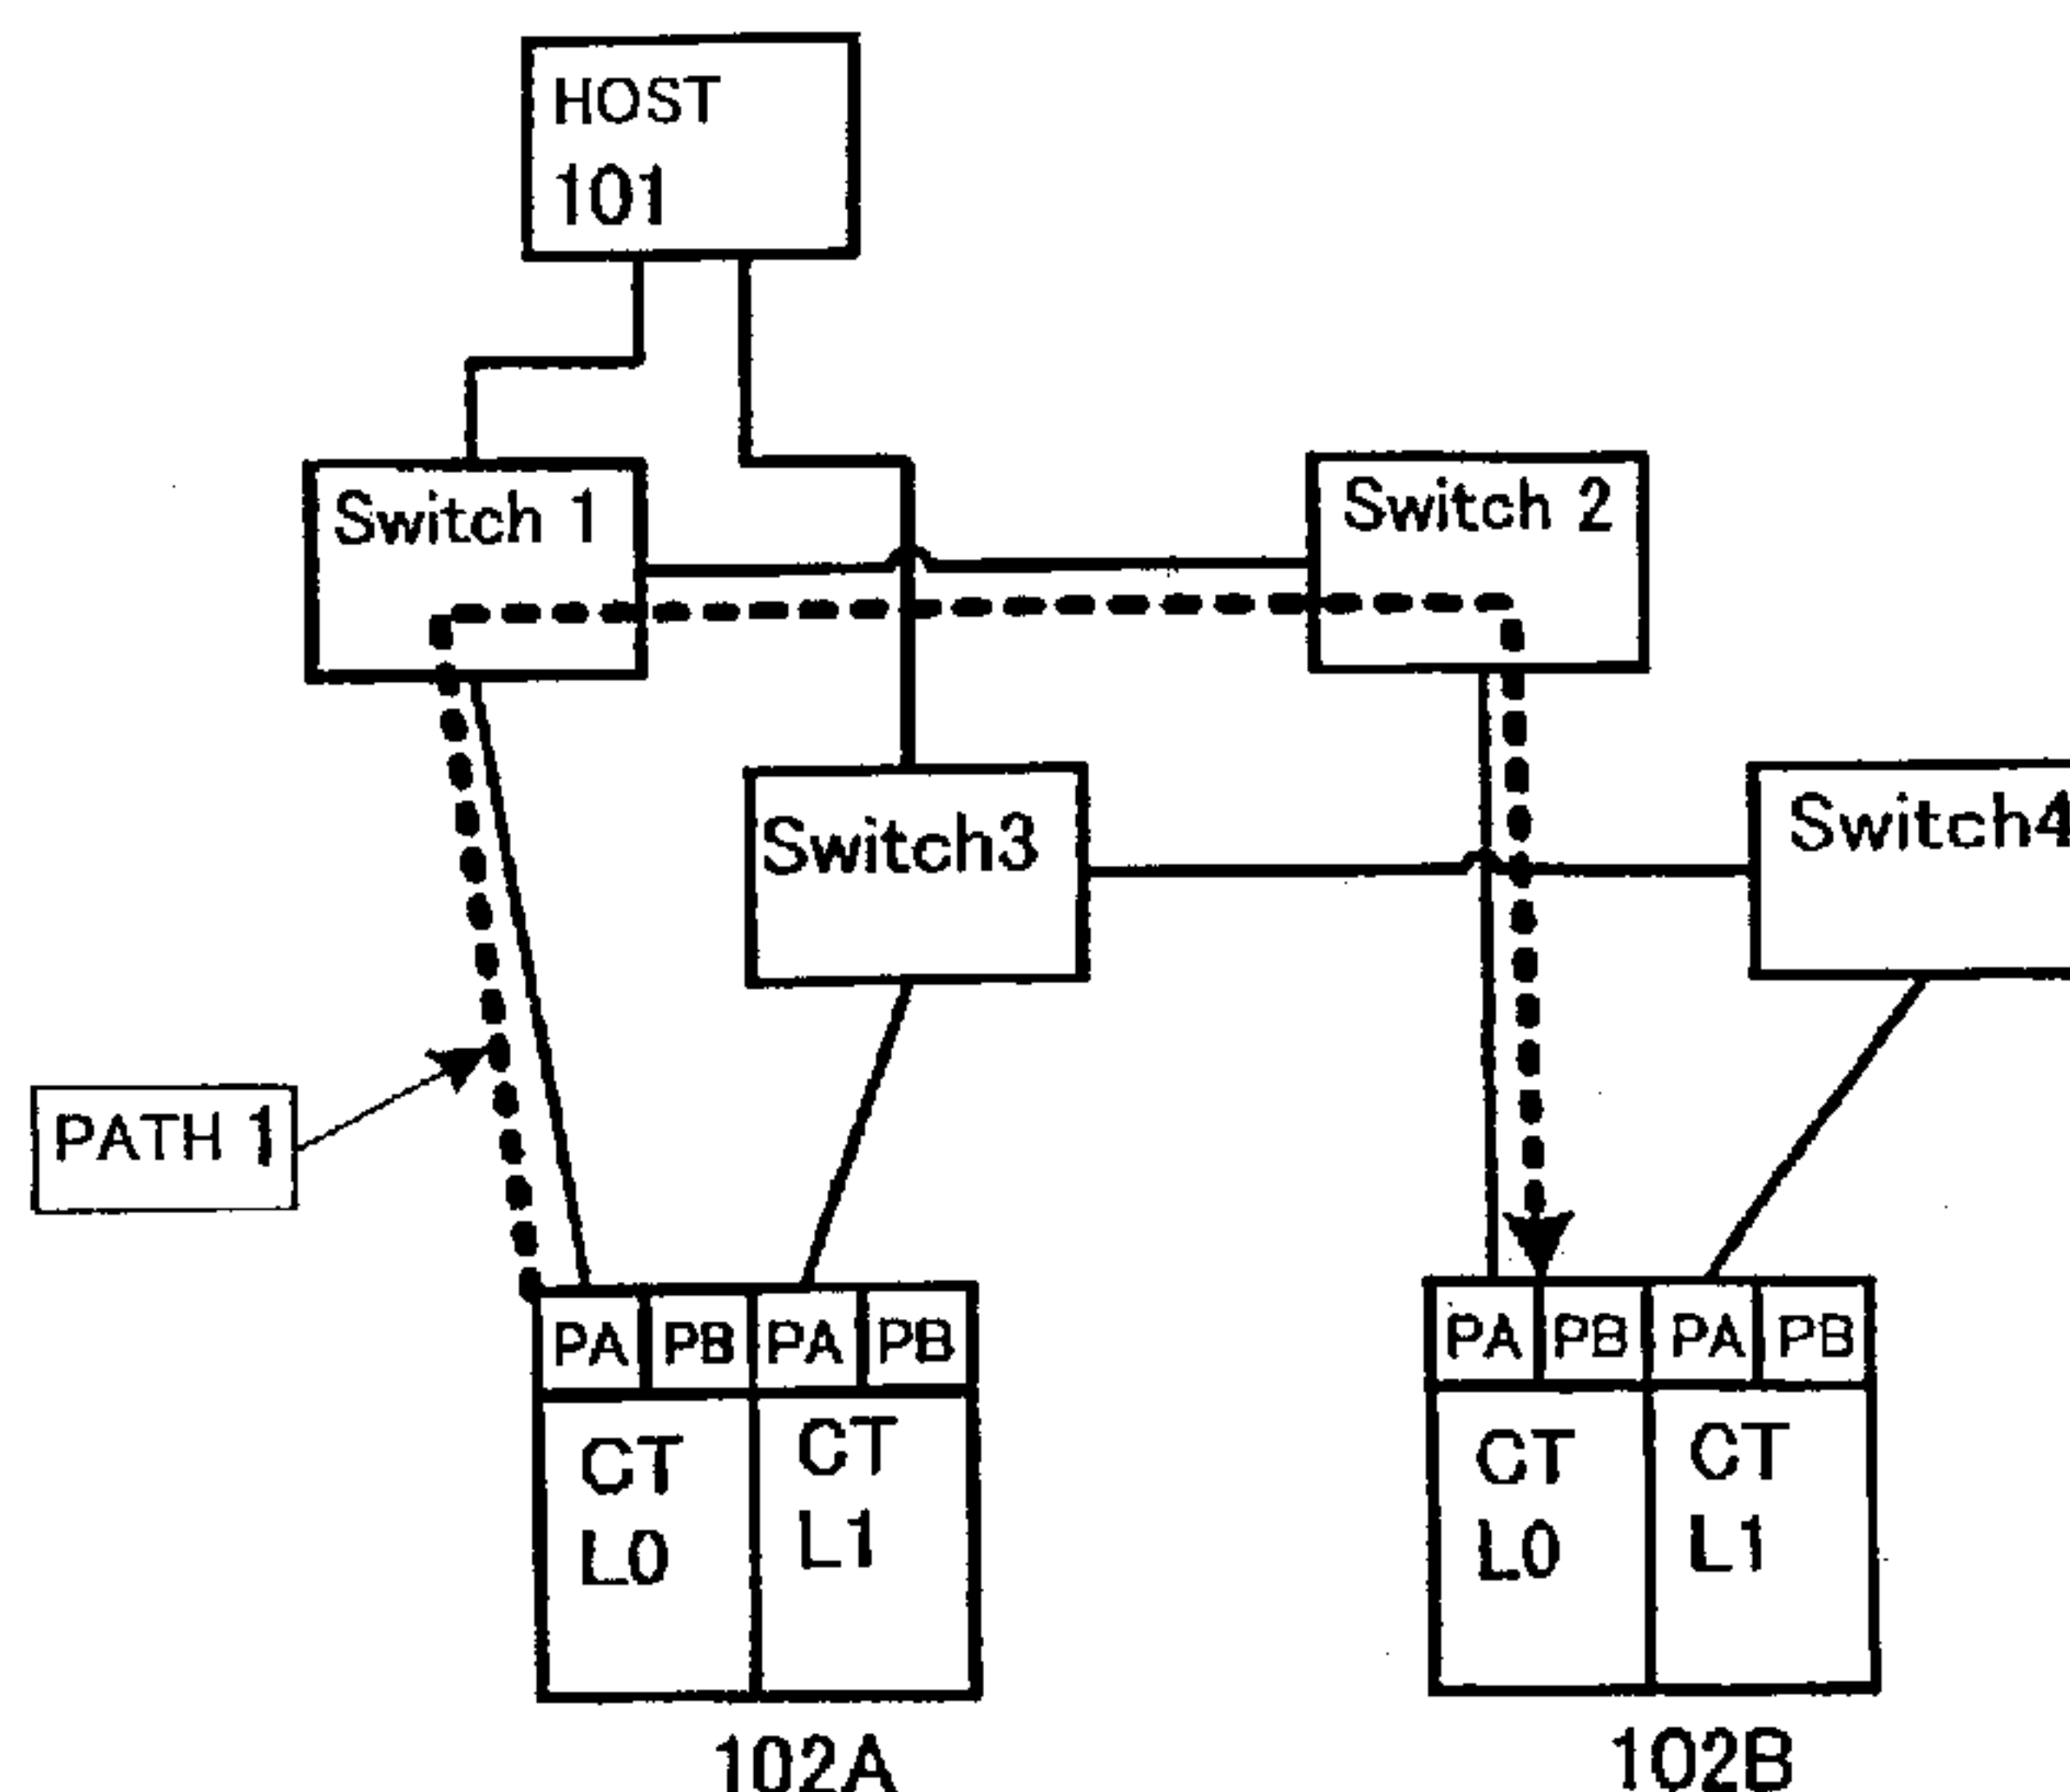 HOST
101
Switch 1
Switch 2
Switch3
Switch4
PATH 1
PA PB PA PB
CT
L0
CT
L1
102A
PA PB PA PB
CT
L0
CT
L1
102B